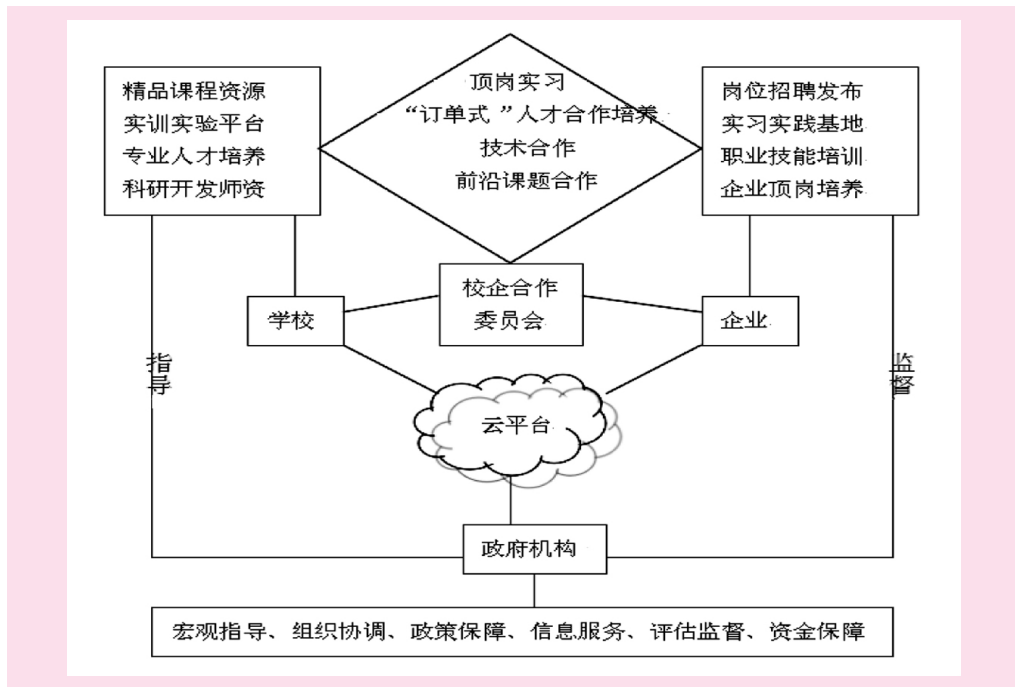 精品课程资源
实训实验平台
专业人才培养
科研开发师资
顶岗实习
“订单式 ”人才合作培养
技术合作
前沿课题合作
岗位招聘发布
实习实践基地
职业技能培训
企业顶岗培养
学校
校企合作
委员会
企业
指导
监督
云平台
政府机构
宏观指导、组织协调、政策保障、信息服务、评估监督、资金保障